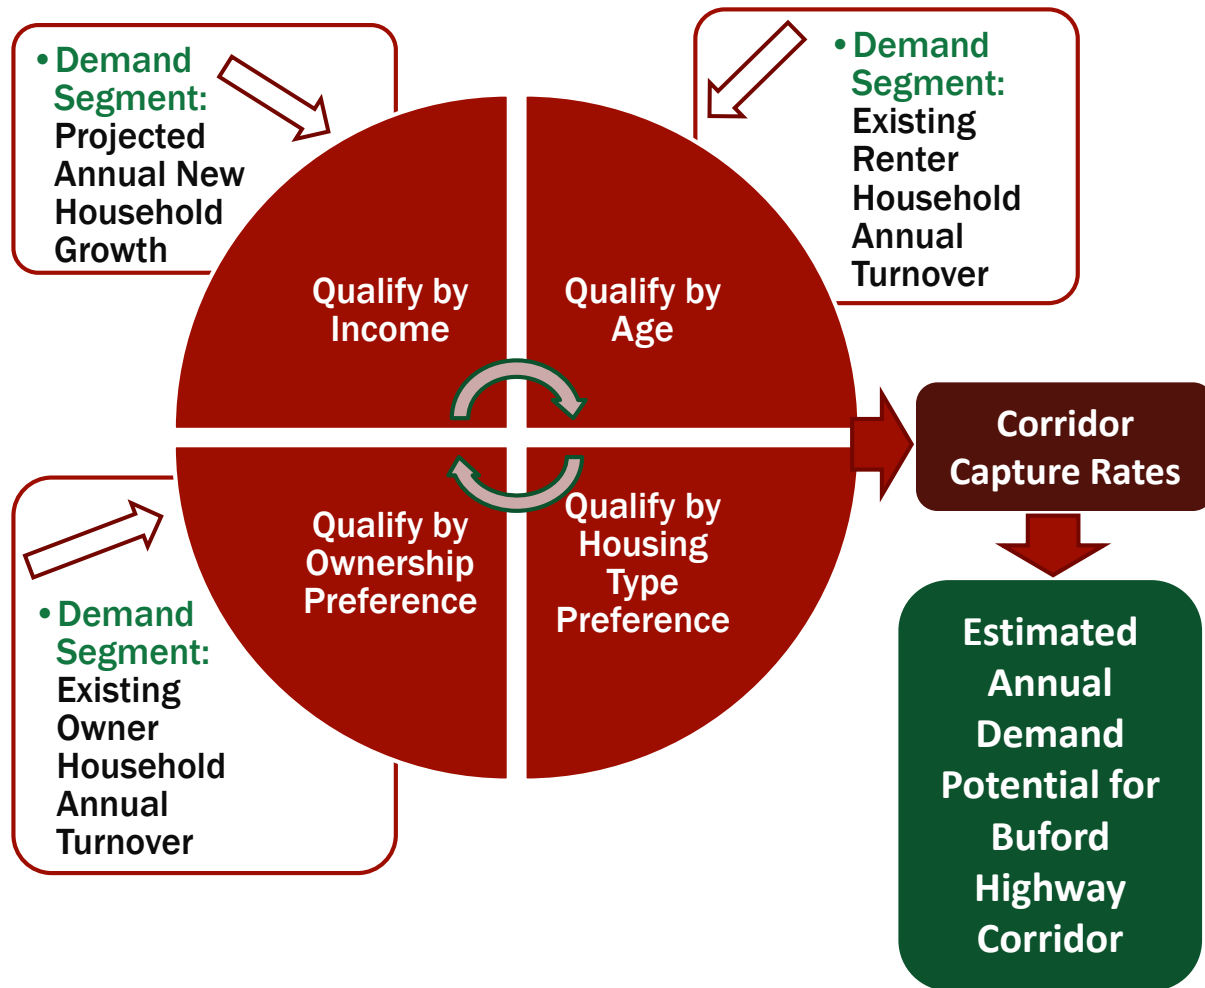 • Demand
Segment:
Projected
Annual New
Household
Growth
• Demand
Segment:
Existing
Renter
Household
Annual
Turnover
Qualify by
Income
Qualify by
Age
Qualify by
Ownership
Preference
Qualify by
Housing
Type
Preference
• Demand
Segment:
Existing
Owner
Household
Annual
Turnover
Corridor
Capture Rates
Estimated
Annual
Demand
Potential for
Buford
Highway
Corridor